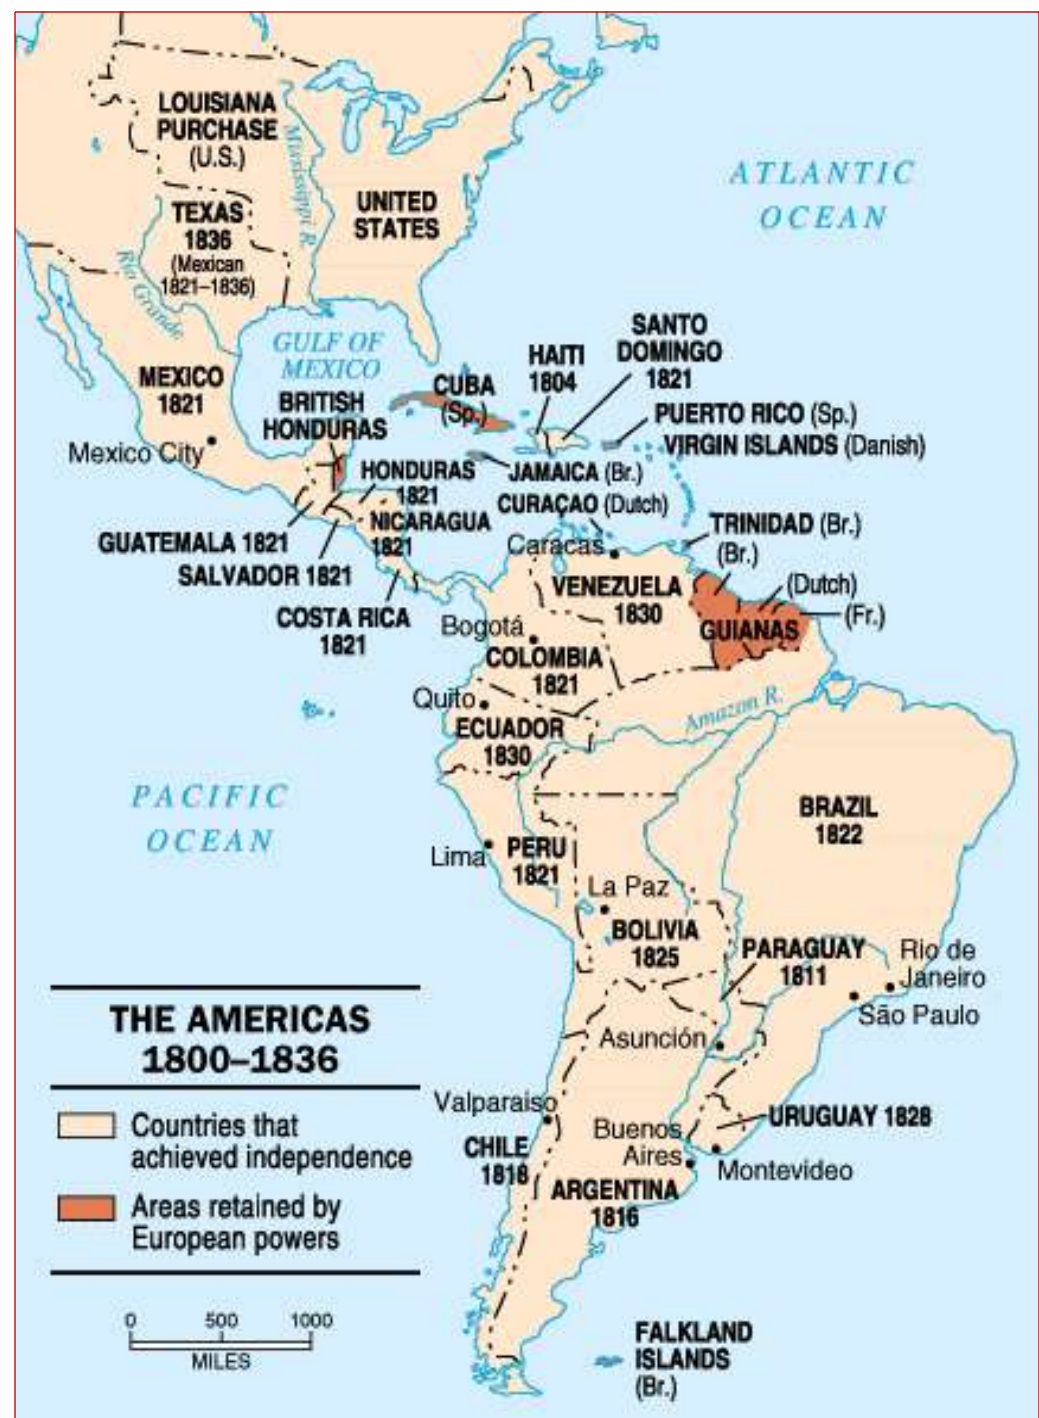 LOUISIANA
PURCHASE
(U.S.)
Mississippi R.
ATLANTIC
OCEAN
UNITED
STATES
TEXAS
1836
(Mexican
1821–1836)
Rio Grande
GULF OF
MEXICO
MEXICO
1821
Mexico City
BRITISH
HONDURAS
CUBA
(Sp.)
HAITI
1804
SANTO
DOMINGO
1821
PUERTO RICO (Sp.)
VIRGIN ISLANDS (Danish)
JAMAICA (Br.)
HONDURAS
1821
CURAÇAO (Dutch)
NICARAGUA
1821
GUATEMALA 1821
SALVADOR 1821
COSTA RICA
1821
TRINIDAD (Br.)
(Br.)
(Dutch)
(Fr.)
GUIANAS
Caracas
VENEZUELA
1830
Bogotá
COLOMBIA
1821
Quito
ECUADOR
1830
Amazon R.
PACIFIC
OCEAN
BRAZIL
1822
Lima
PERU
1821
La Paz
BOLIVIA
1825
PARAGUAY
1811
Rio de
Janeiro
São Paulo
Asunción
Valparaiso
CHILE
1818
Buenos
Aires
URUGUAY 1828
Montevideo
ARGENTINA
1816
FALKLAND
ISLANDS
(Br.)
THE AMERICAS
1800–1836
Countries that
achieved independence
Areas retained by
European powers
0 500 1000
MILES